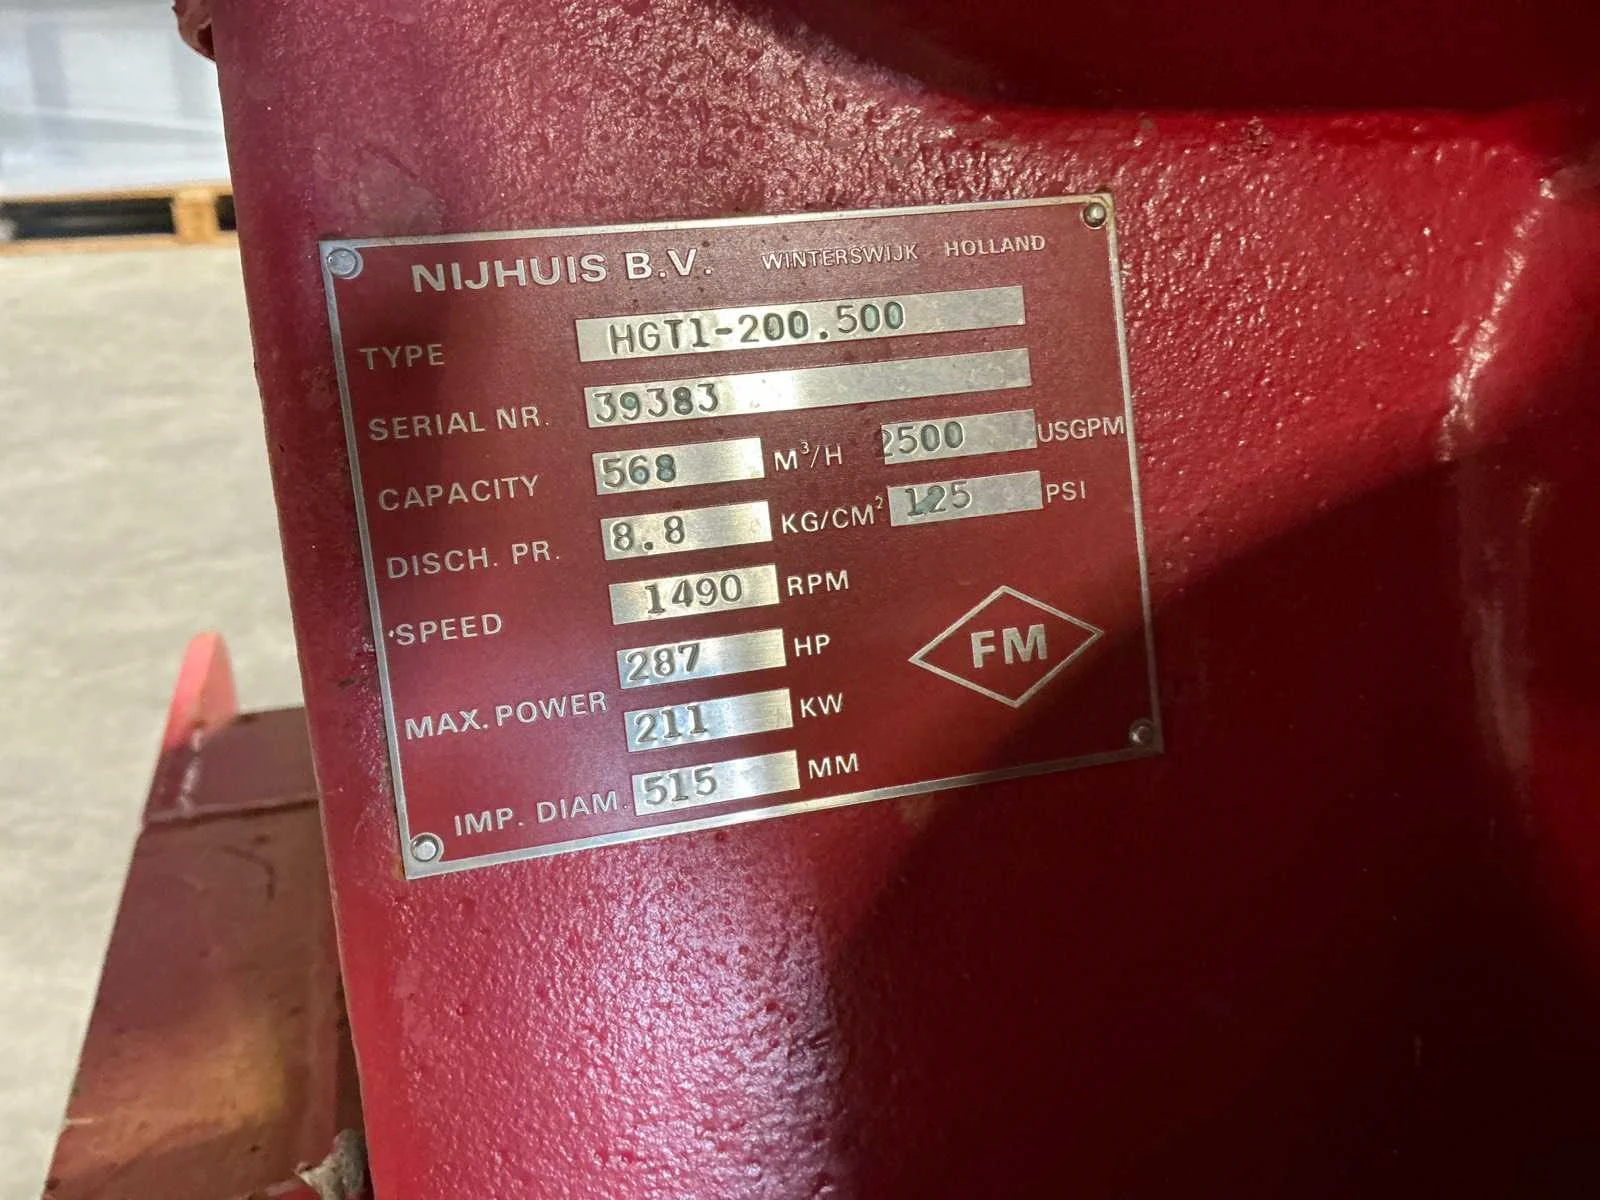 NIJHUIS B.V. WINTERSWIJK HOLLAND
TYPE HGT1-200.500
SERIAL NR. 39383
CAPACITY 568 M³/H 2500 USGPM
DISCH. PR. 8.8 KG/CM² 125 PSI
SPEED 1490 RPM
MAX. POWER 287 HP
211 KW
IMP. DIAM. 515 MM
FM